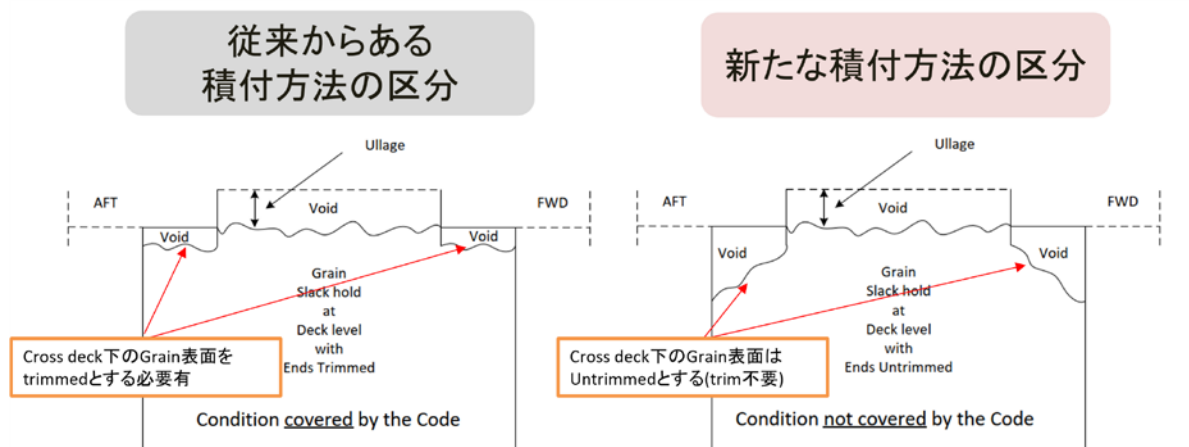 従来からある
積付方法の区分
新たな積付方法の区分
Ullage
AFT
Void
FWD
Void
Void
Grain
Slack hold
at
Deck level
with
Ends Trimmed
Cross deck下のGrain表面を
trimmedとする必要有
Condition covered by the Code
Ullage
AFT
Void
FWD
Void
Void
Grain
Slack hold
at
Deck level
with
Ends Untrimmed
Cross deck下のGrain表面は
Untrimmedとする(trim不要)
Condition not covered by the Code